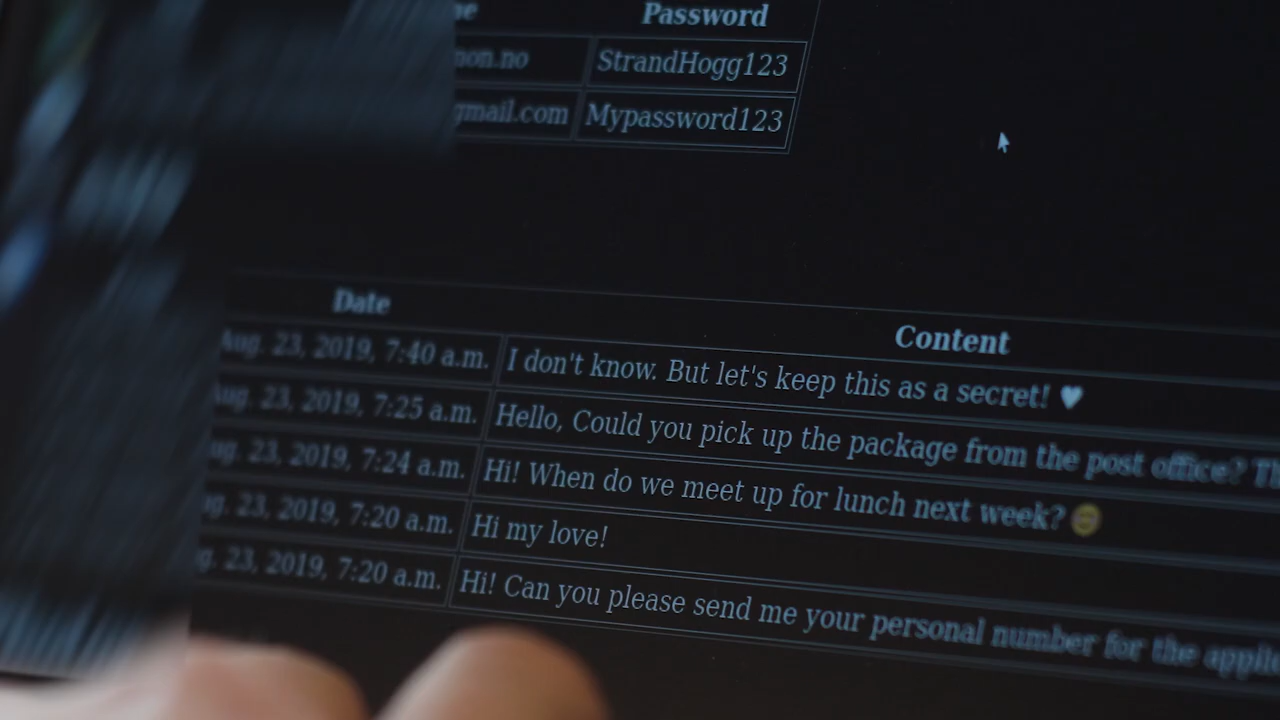 Password
non.no StrandHogg123
gmail.com Mypassword123
Date Content
Aug. 23, 2019, 7:40 a.m. I don't know. But let's keep this as a secret! ♥
Aug. 23, 2019, 7:25 a.m. Hello, Could you pick up the package from the post office?
23, 2019, 7:24 a.m. Hi! When do we meet up for lunch next week? 😊
23, 2019, 7:20 a.m. Hi my love!
23, 2019, 7:20 a.m. Hi! Can you please send me your personal number for the